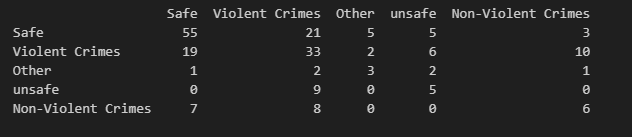 Safe Violent Crimes Other unsafe Non-Violent Crimes
Safe 55 21 5 5 3
Violent Crimes 19 33 2 6 10
Other 1 2 3 2 1
unsafe 0 9 0 5 0
Non-Violent Crimes 7 8 0 0 6